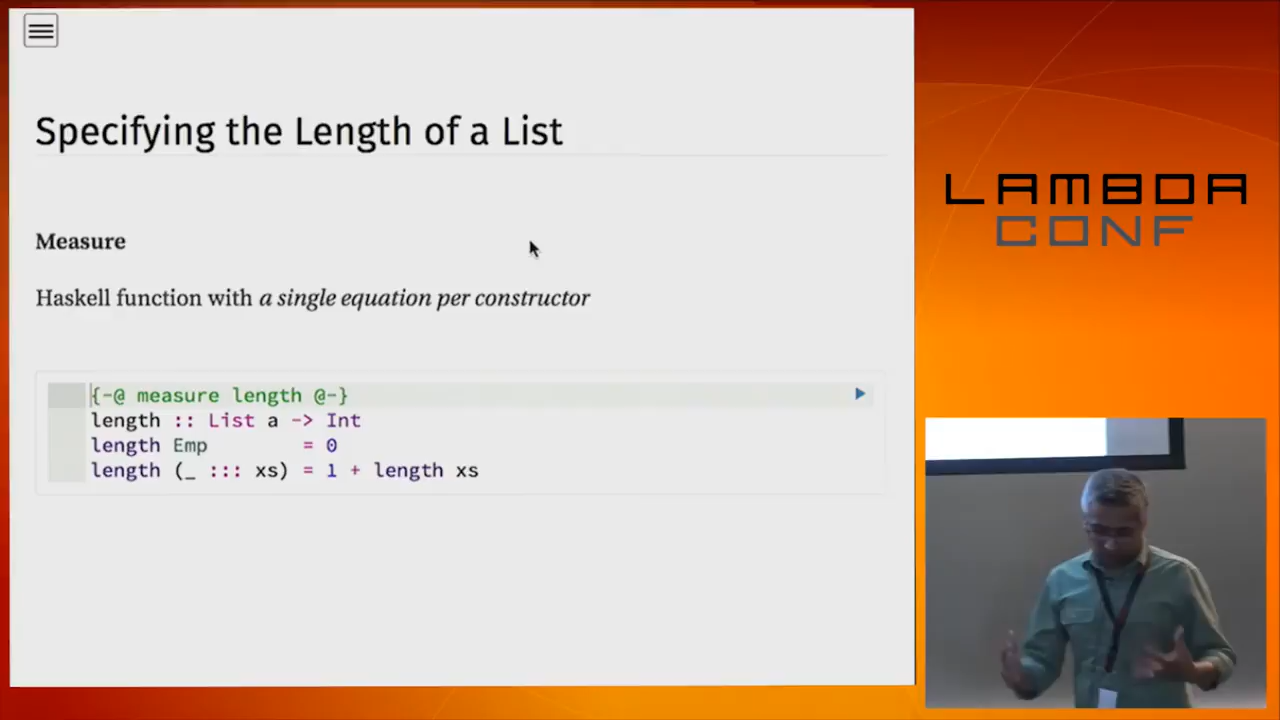 Specifying the Length of a List
Measure
Haskell function with a single equation per constructor
{-@ measure length @-}
length :: List a -> Int
length Emp        = 0
length (_ ::: xs) = 1 + length xs
LAMBDA
CONF